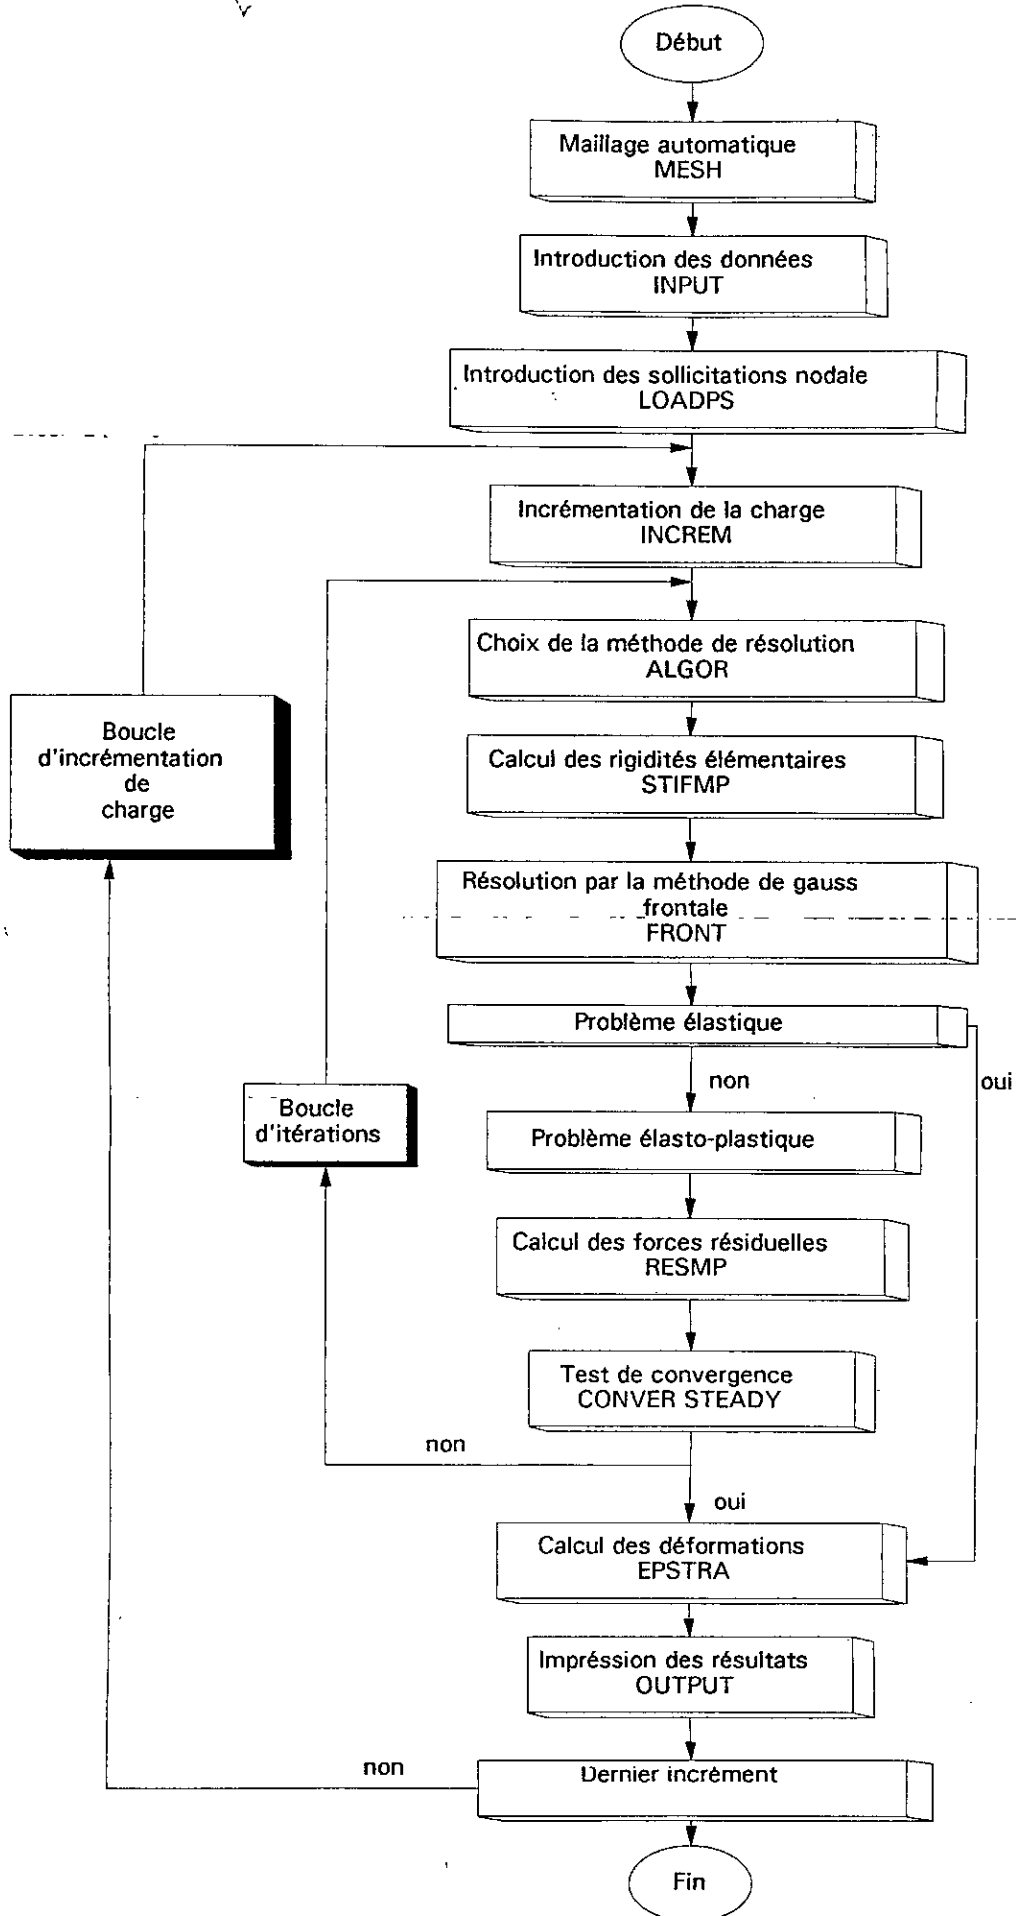 Début
Maillage automatique
MESH
Introduction des données
INPUT
Introduction des sollicitations nodale
LOADPS
Incrémentation de la charge
INCREM
Choix de la méthode de résolution
ALGOR
Boucle
d'incrémentation
de
charge
Calcul des rigidités élémentaires
STIFMP
Résolution par la méthode de gauss
frontale
FRONT
Problème élastique
non
oui
Boucle
d'itérations
Problème élasto-plastique
Calcul des forces résiduelles
RESMP
Test de convergence
CONVER STEADY
non
oui
Calcul des déformations
EPSTRA
Impréssion des résultats
OUTPUT
non
Dernier incrément
Fin